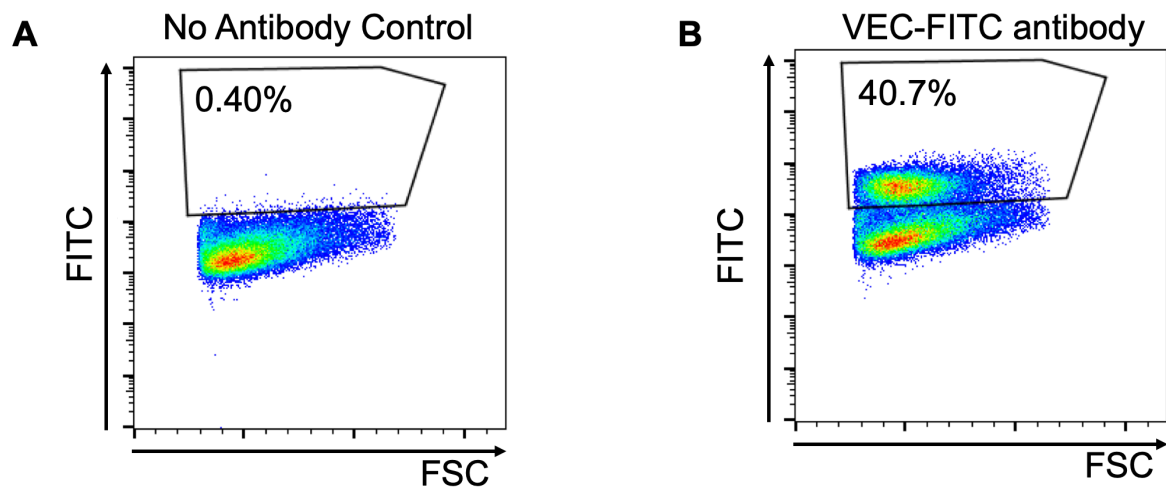 A
No Antibody Control
0.40%
FITC
FSC
B
VEC-FITC antibody
40.7%
FITC
FSC